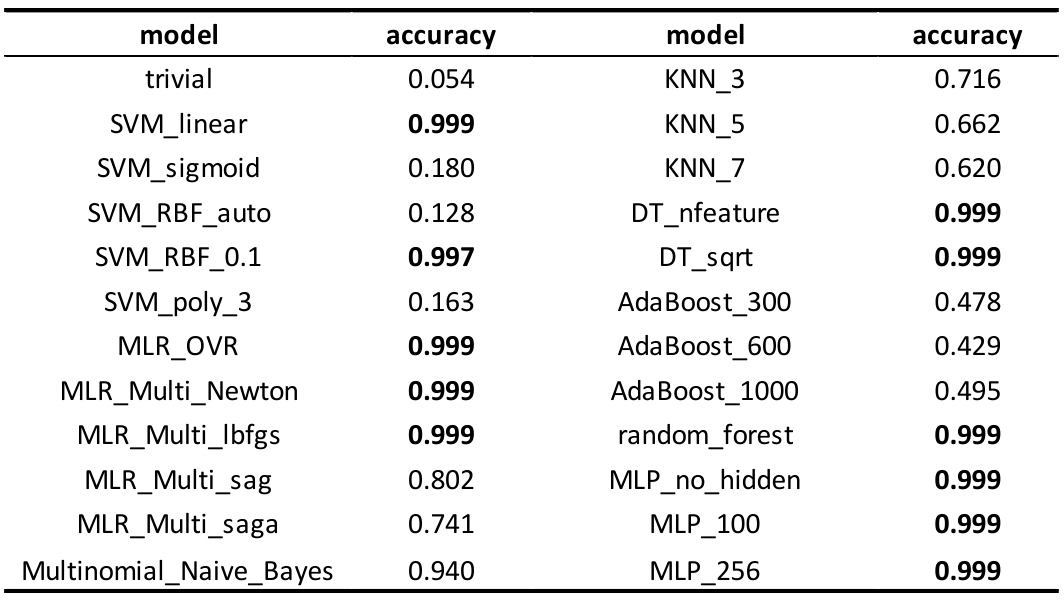 model accuracy model accuracy
trivial 0.054 KNN_3 0.716
SVM_linear 0.999 KNN_5 0.662
SVM_sigmoid 0.180 KNN_7 0.620
SVM_RBF_auto 0.128 DT_nfeature 0.999
SVM_RBF_0.1 0.997 DT_sqrt 0.999
SVM_poly_3 0.163 AdaBoost_300 0.478
MLR_OVR 0.999 AdaBoost_600 0.429
MLR_Multi_Newton 0.999 AdaBoost_1000 0.495
MLR_Multi_lbfgs 0.999 random_forest 0.999
MLR_Multi_sag 0.802 MLP_no_hidden 0.999
MLR_Multi_saga 0.741 MLP_100 0.999
Multinomial_Naive_Bayes 0.940 MLP_256 0.999